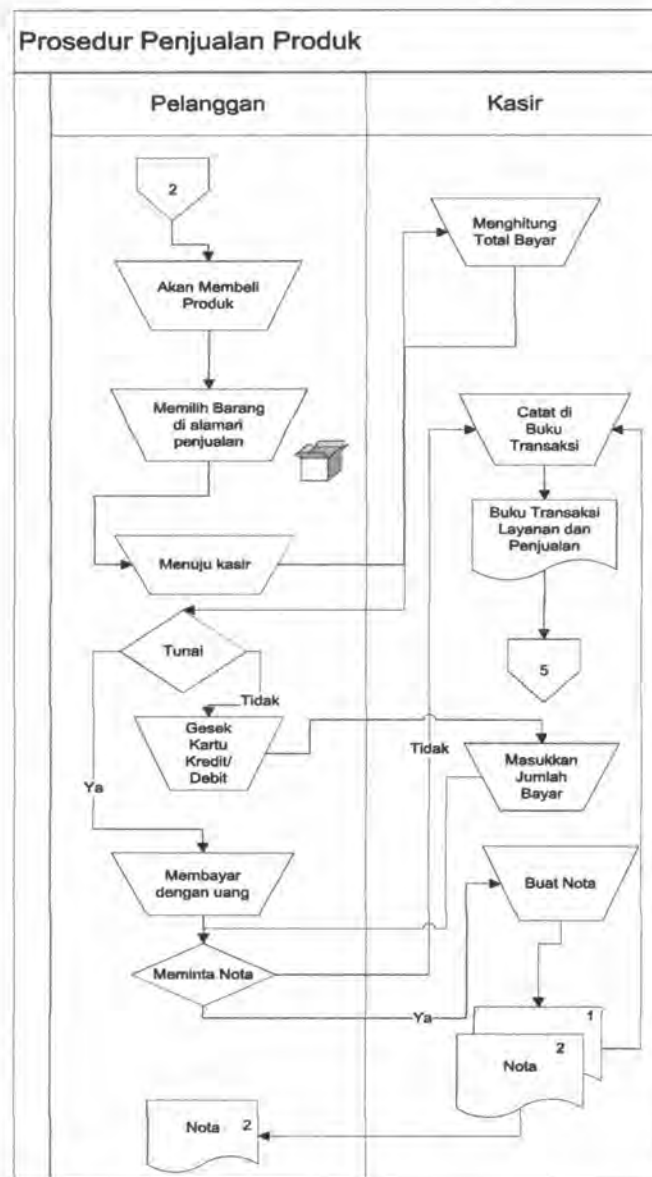 Prosedur Penjualan Produk
Pelanggan
Kasir
2
Menghitung
Total Bayar
Akan Membeli
Produk
Memilih Barang
di alamari
penjualan
Catat di
Buku
Transaksi
Buku Transaksi
Layanan dan
Penjualan
Menuju kasir
Tunai
5
Tidak
Gesek
Kartu
Kredit/
Debit
Tidak
Masukkan
Jumlah
Bayar
Ya
Membayar
dengan uang
Buat Nota
Meminta Nota
Ya
1
2
Nota
Nota 2